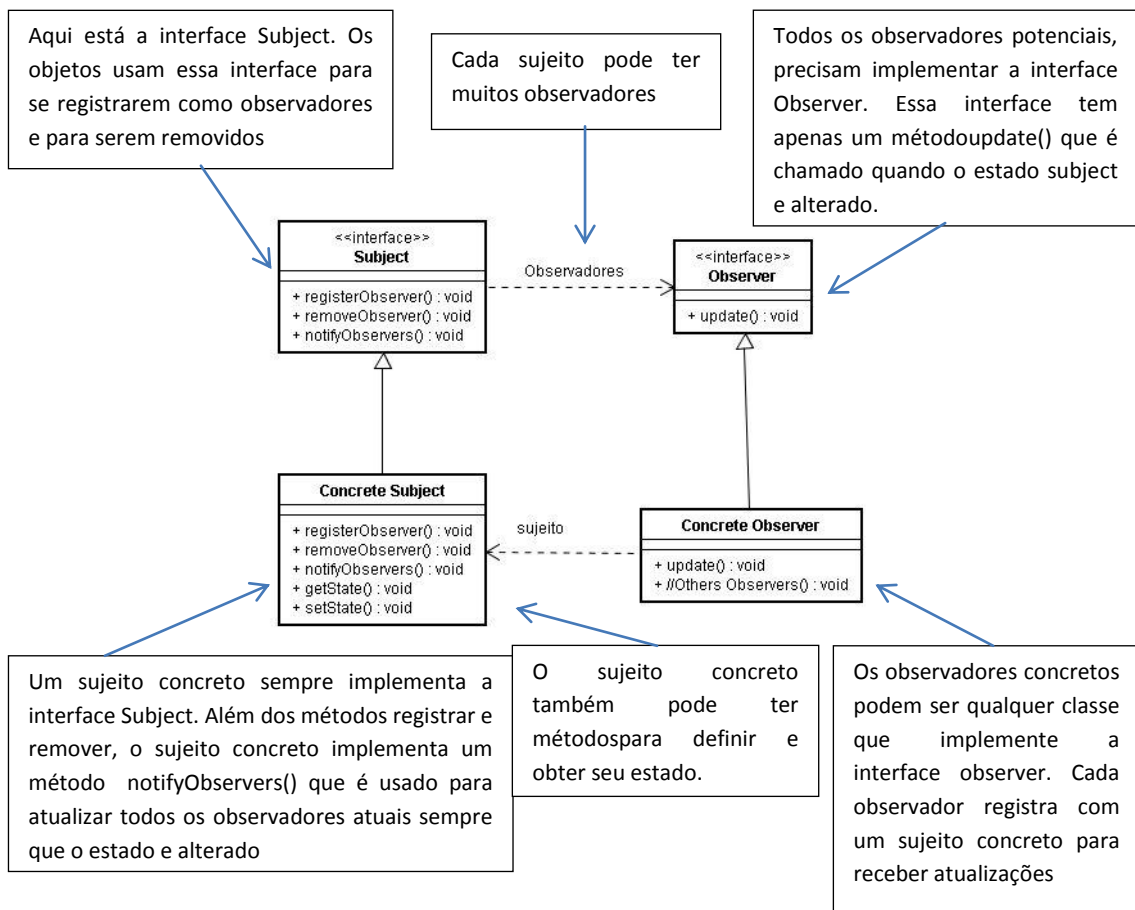 Aqui está a interface Subject. Os
objetos usam essa interface para
se registrarem como observadores
e para serem removidos
Cada sujeito pode ter
muitos observadores
Todos os observadores potenciais,
precisam implementar a interface
Observer. Essa interface tem
apenas um métodoupdate() que é
chamado quando o estado subject
e alterado.
<<interface>>
Subject
+ registerObserver() : void
+ removeObserver() : void
+ notifyObservers() : void
Observadores
<<interface>>
Observer
+ update() : void
Concrete Subject
+ registerObserver() : void
+ removeObserver() : void
+ notifyObservers() : void
+ getState() : void
+ setState() : void
sujeito
Concrete Observer
+ update() : void
+ //Others Observers() : void
Um sujeito concreto sempre implementa a
interface Subject. Além dos métodos registrar e
remover, o sujeito concreto implementa um
método notifyObservers() que é usado para
atualizar todos os observadores atuais sempre
que o estado e alterado
O sujeito concreto
também pode ter
métodospara definir e
obter seu estado.
Os observadores concretos
podem ser qualquer classe
que implemente a
interface observer. Cada
observador registra com
um sujeito concreto para
receber atualizações